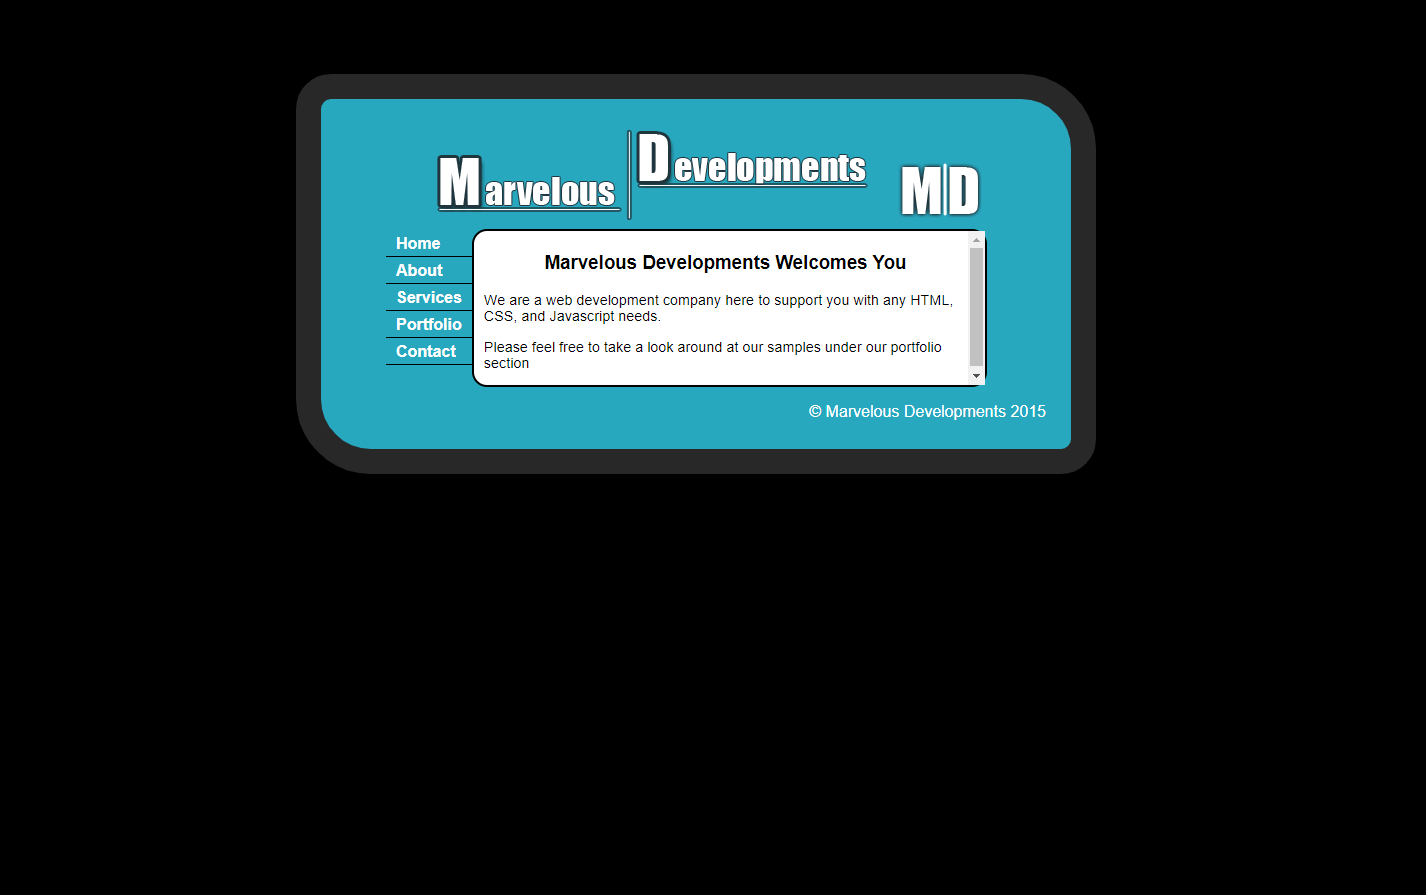 Marvelous | Developments
M|D
Home
About
Services
Portfolio
Contact
Marvelous Developments Welcomes You
We are a web development company here to support you with any HTML,
CSS, and Javascript needs.
Please feel free to take a look around at our samples under our portfolio
section
© Marvelous Developments 2015